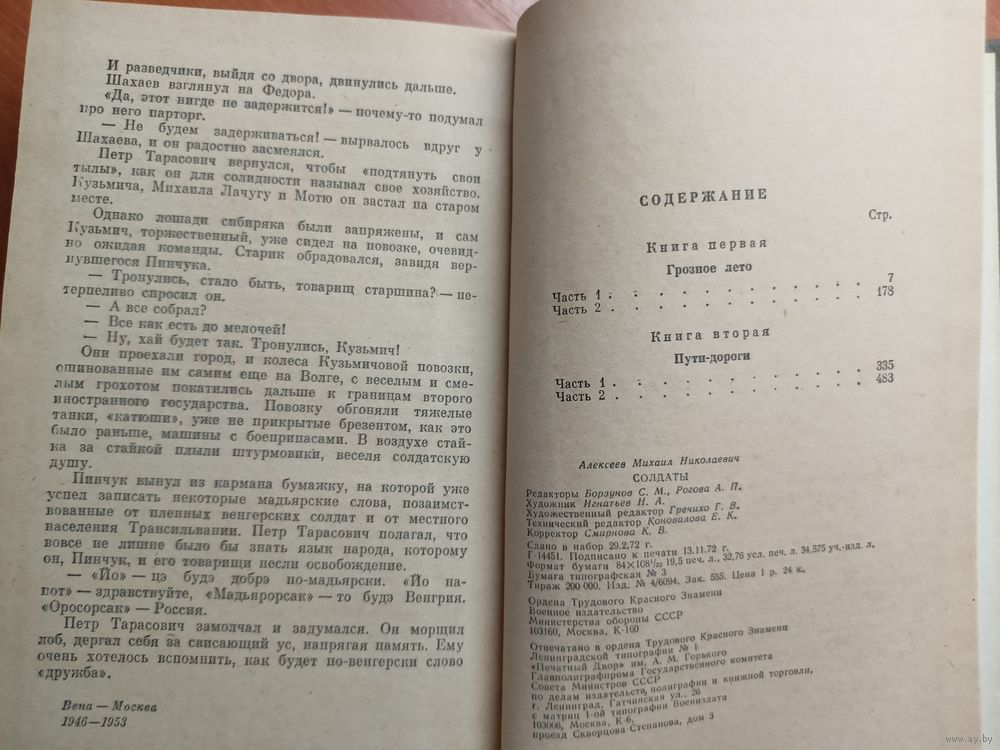 И разведчики, выйдя со двора, двинулись дальше.
Шахаев взглянул на Федора.
«Да, этот нигде не задержится!» — почему-то подумал
про него парторг.
— Не будем задерживаться! — вырвалось вдруг у
Шахаева, и он радостно засмеялся.
Петр Тарасович вернулся, чтобы «подтянуть свои
тылы», как он для солидности называл свое хозяйство.
Кузьмича, Михаила Лачугу и Мотю он застал на старом
месте.
Однако лошади сибиряка были запряжены, и сам
Кузьмич, торжественный, уже сидел на повозке, очевид-
но ожидая команды. Старик обрадовался, завидя вер-
нувшегося Пинчука.
— Тронулись, стало быть, товарищ старшина? — не-
терпеливо спросил он.
— А все собрал?
— Все как есть до мелочей!
— Ну, хай будет так. Тронулись, Кузьмич!
Они проехали город, и колеса Кузьмичовой повозки,
ошинованные им самим еще на Волге, с веселым и сме-
лым грохотом покатились дальше к границам второго
иностранного государства. Повозку обгоняли тяжелые
танки, «катюши», уже не прикрытые брезентом, как это
было раньше, машины с боеприпасами. В воздухе стай-
ка за стайкой плыли штурмовики, веселя солдатскую
душу.
Пинчук вынул из кармана бумажку, на которой уже
успел записать некоторые мадьярские слова, позаимст-
вованные от пленных венгерских солдат и от местного
населения Трансильвании. Петр Тарасович полагал, что
вовсе не лишне было бы знать язык народа, которому
он, Пинчук, и его товарищи несли освобождение.
— «Йо» — цэ будэ добрэ по-мадьярски. «Йо на-
пот» — здравствуйте, «Мадьярорсак» — то будэ Венгрия.
«Оросорсак» — Россия.
Петр Тарасович замолчал и задумался. Он морщил
лоб, дергал себя за свисающий ус, напрягая память. Ему
очень хотелось вспомнить, как будет по-венгерски слово
«дружба».
Вена — Москва
1946—1953
СОДЕРЖАНИЕ
Стр.
Книга первая
Грозное лето
Часть 1 . . . . . . . . . . . 7
Часть 2 . . . . . . . . . . . 178
Книга вторая
Пути-дороги
Часть 1 . . . . . . . . . . . 335
Часть 2 . . . . . . . . . . . 483
Алексеев Михаил Николаевич
СОЛДАТЫ
Редакторы Борзунов С. М., Рогова А. П.
Художник Игнатьев Н. А.
Художественный редактор Гречихо Г. В.
Технический редактор Коновалова Е. К.
Корректор Смирнова К. В.
Сдано в набор 29.2.72 г.
Г-14451. Подписано к печати 13.11.72 г.
Формат бумаги 84×108 1/32 19,5 печ. л., 32,76 усл. печ. л. 34,575 уч.-изд. л.
Бумага типографская № 3
Тираж 200 000. Изд. № 4/6094. Зак. 555. Цена 1 р. 24 к.
Ордена Трудового Красного Знамени
Военное издательство
Министерства обороны СССР
103160, Москва, К-160
Отпечатано в ордена Трудового Красного Знамени
Ленинградской типографии № 1
«Печатный Двор» им. А. М. Горького
Главполиграфпрома Государственного комитета
Совета Министров СССР
по делам издательств, полиграфии и книжной торговли,
г. Ленинград, Гатчинская ул., 26
с матриц 1-ой типографии Воениздата
103006, Москва, К-6,
проезд Скворцова-Степанова, дом 3
www.ay.by